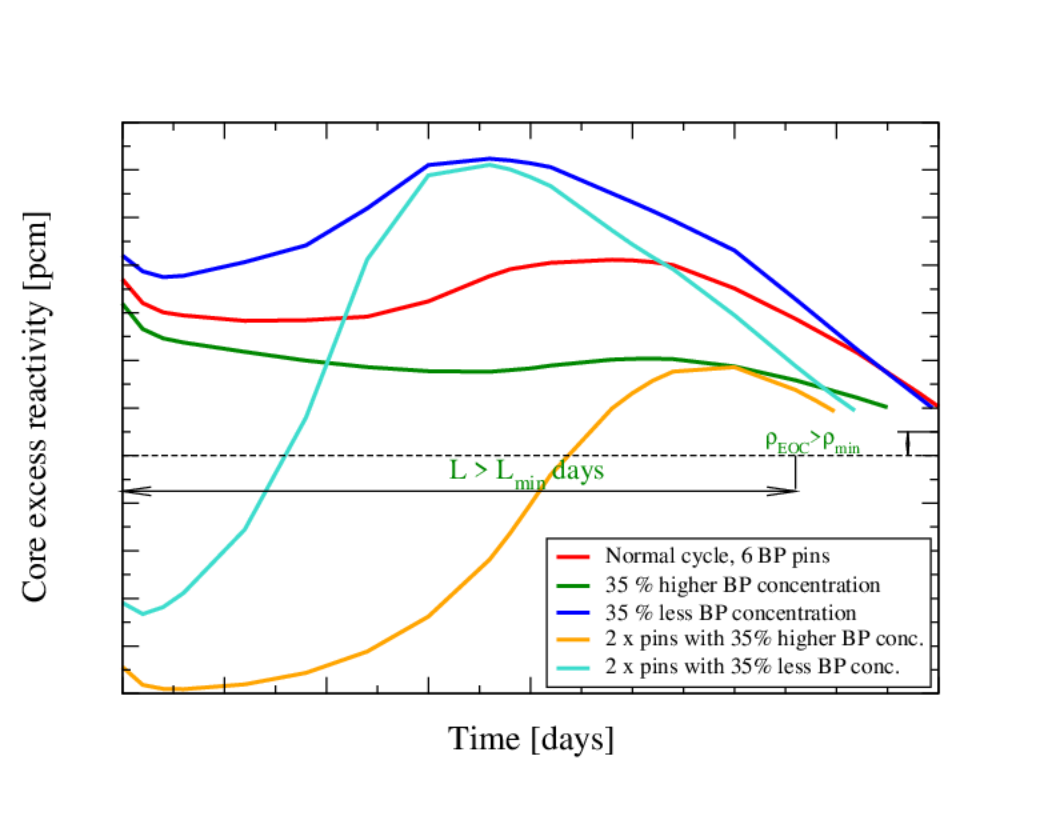 Core excess reactivity [pcm]
ρEOC>ρmin
L > Lmin days
Normal cycle, 6 BP pins
35 % higher BP concentration
35 % less BP concentration
2 x pins with 35% higher BP conc.
2 x pins with 35% less BP conc.
Time [days]